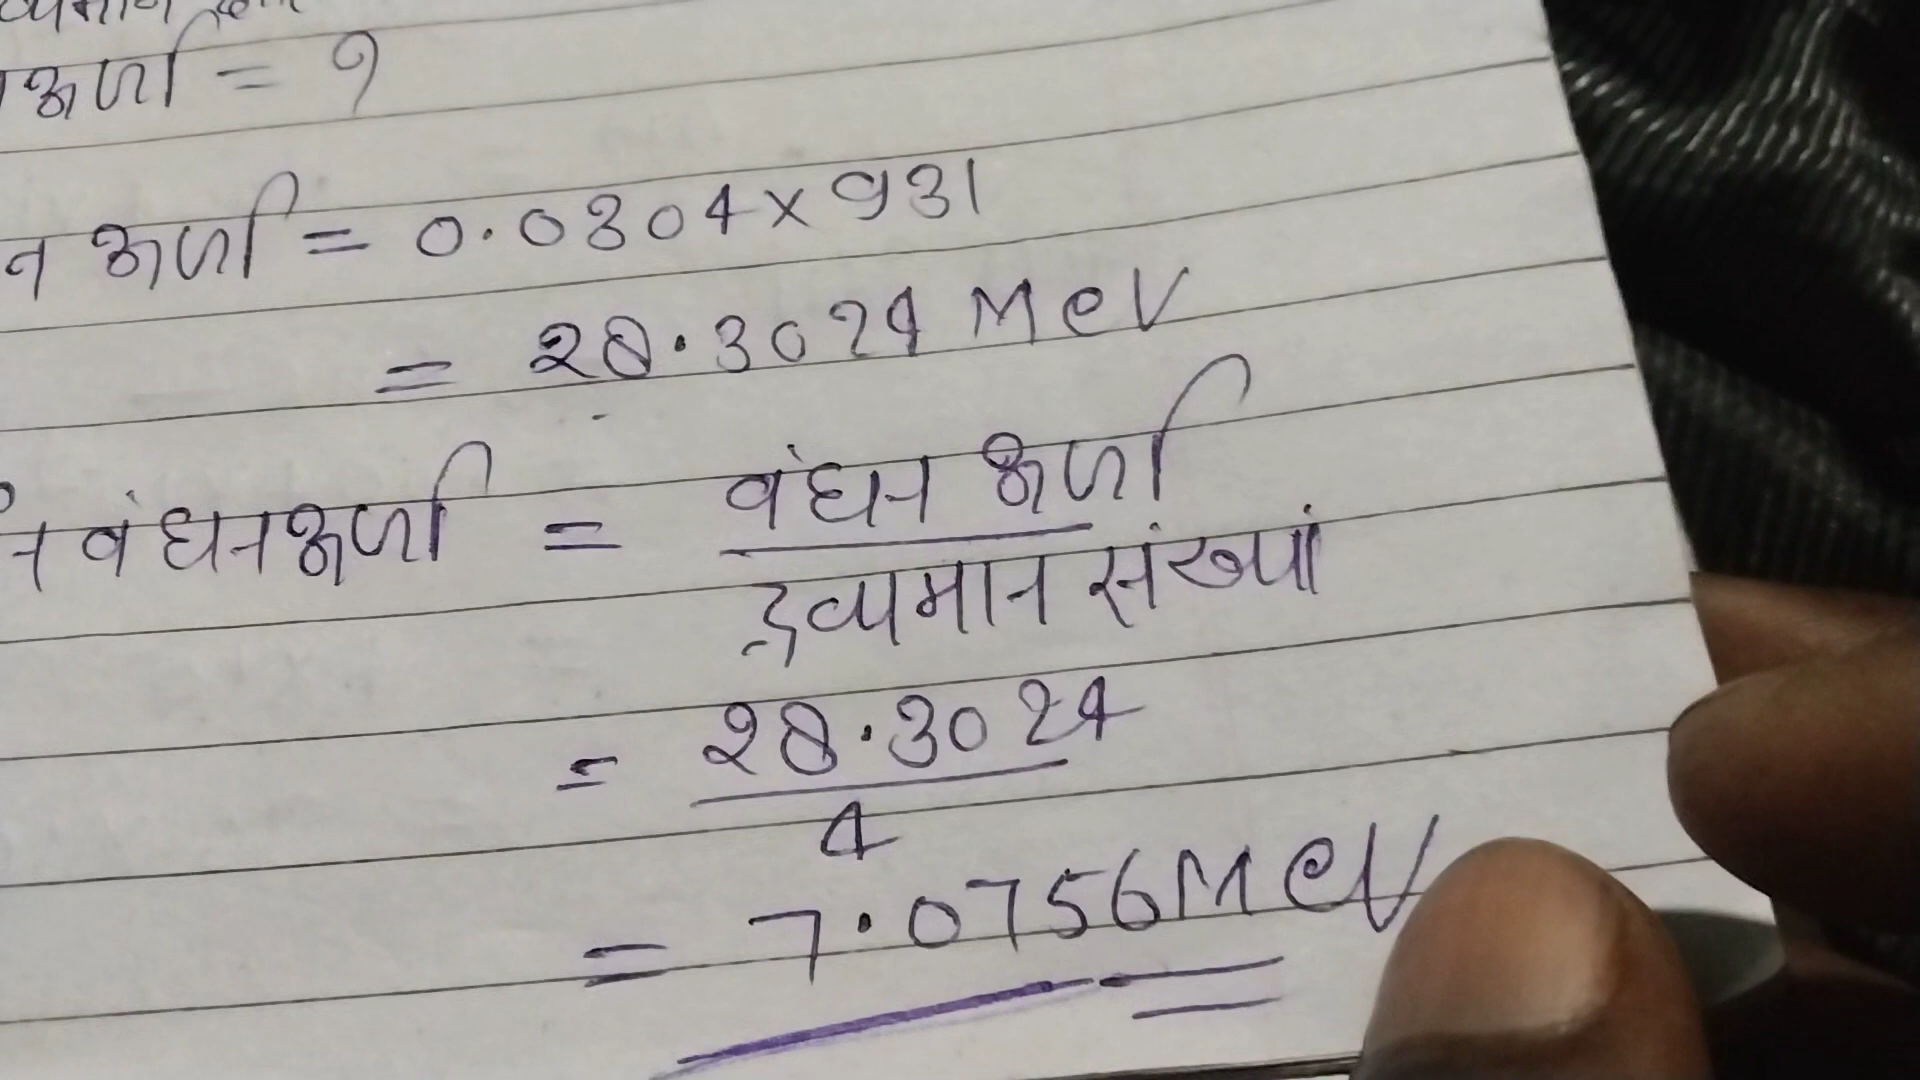 ऊर्जा = ?
न ऊर्जा = 0.0304 × 931
= 28.3024 MeV
न बंधन ऊर्जा = बंधन ऊर्जा
द्रव्यमान संख्यां
= 28.3024
4
= 7.0756 MeV